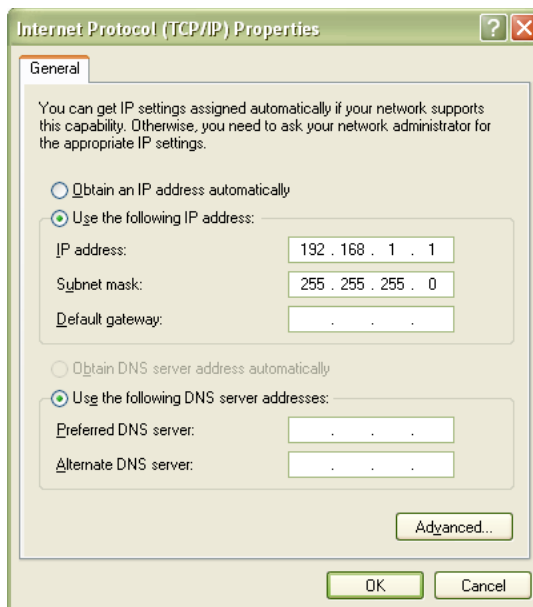 Internet Protocol (TCP/IP) Properties
General
You can get IP settings assigned automatically if your network supports
this capability. Otherwise, you need to ask your network administrator for
the appropriate IP settings.
Obtain an IP address automatically
Use the following IP address:
IP address: 192 . 168 . 1 . 1
Subnet mask: 255 . 255 . 255 . 0
Default gateway: . . .
Obtain DNS server address automatically
Use the following DNS server addresses:
Preferred DNS server: . . .
Alternate DNS server: . . .
Advanced...
OK Cancel